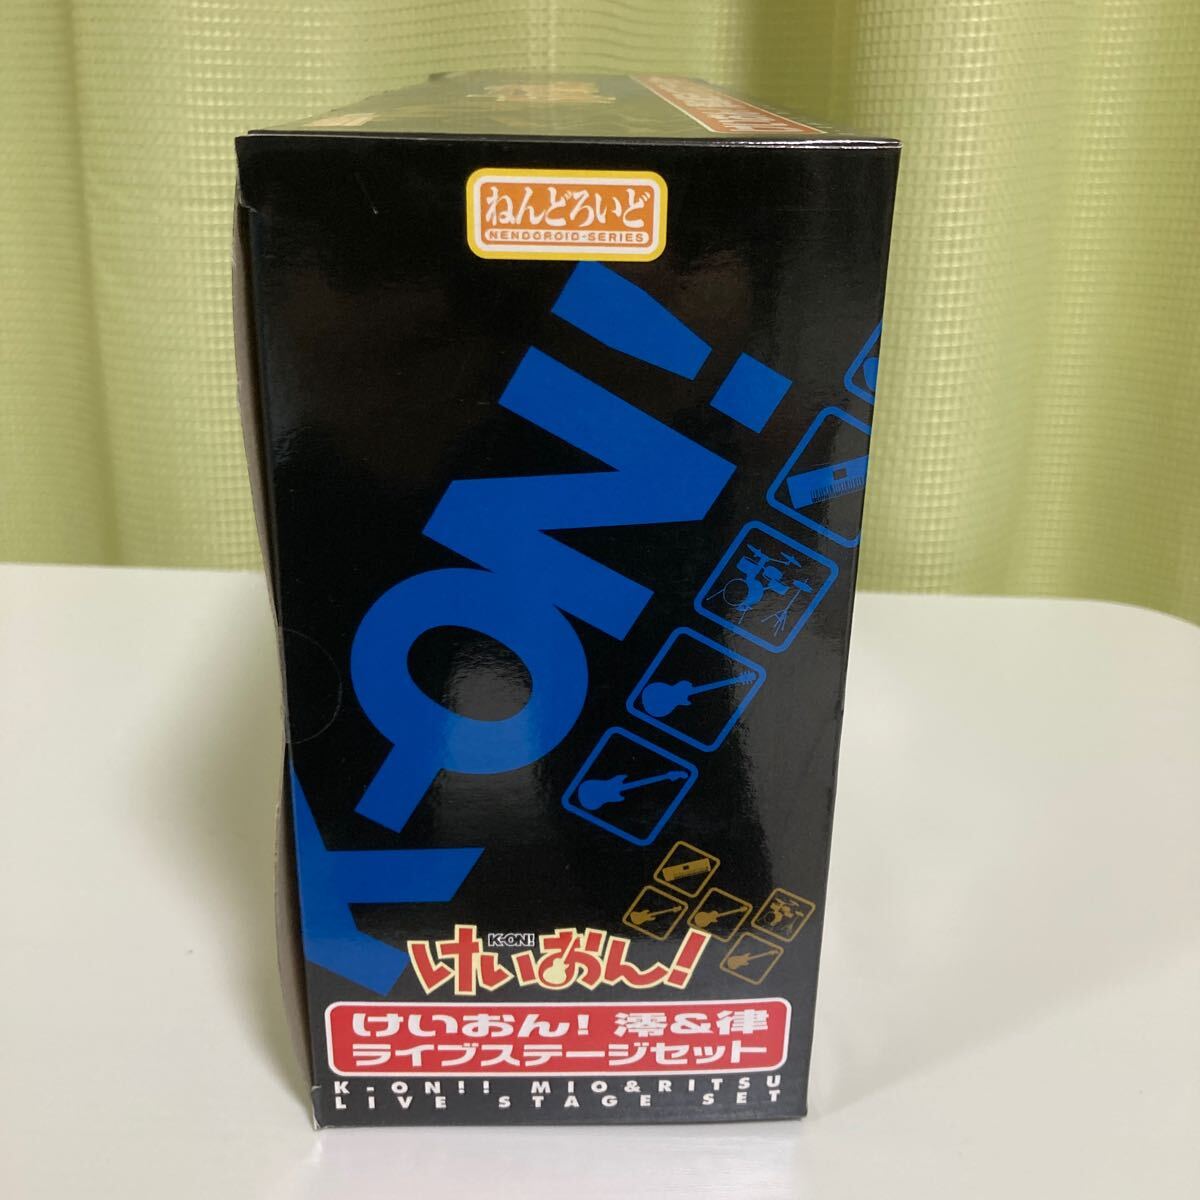 ねんどろいど
NENDOROID-SERIES
K-ON!
K-ON!
けいおん!
けいおん! 澪&律
ライブステージセット
K-ON!! MIO&RITSU
LIVE STAGE SET